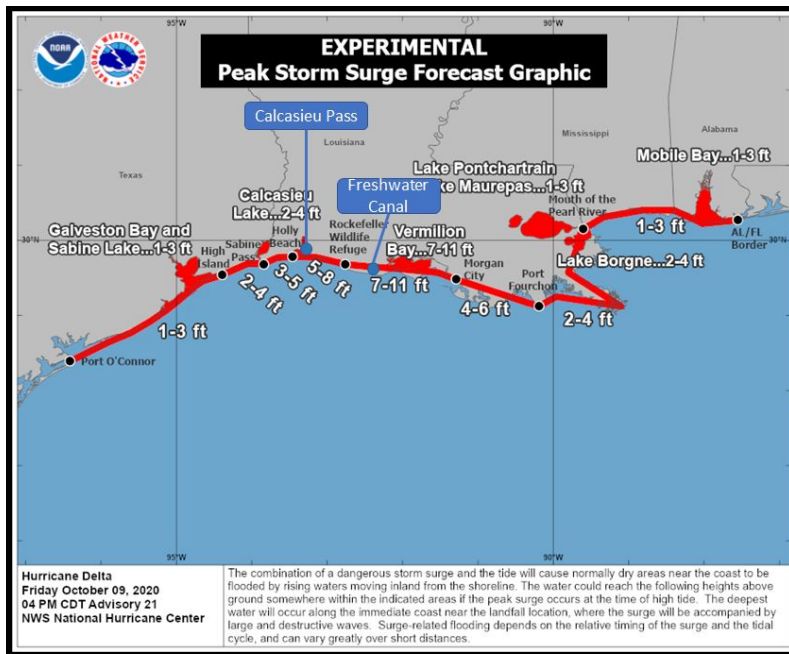 EXPERIMENTAL
Peak Storm Surge Forecast Graphic
NOAA
NATIONAL WEATHER SERVICE
95°W
90°W
Calcasieu Pass
Louisiana
Mississippi
Alabama
Texas
Mobile Bay...1-3 ft
Lake Pontchartrain
ke Maurepas...1-3 ft
Freshwater
Canal
Calcasieu
Lake...2-4 ft
Month of the
Pearl River
Galveston Bay and
Sabine Lake...1-3 ft
High
Island
Sabine
Pass
Holly
Beach
Rockefeller
Wildlife
Refuge
Vermilion
Bay...7-11 ft
30°N
30°N
1-3 ft
AL/FL
Border
Lake Borgne...2-4 ft
Morgan
City
Port
Fourchon
2-4 ft
3-5 ft
5-8 ft
7-11 ft
4-6 ft
2-4 ft
1-3 ft
Port O'Connor
95°W
90°W
Hurricane Delta
Friday October 09, 2020
04 PM CDT Advisory 21
NWS National Hurricane Center
The combination of a dangerous storm surge and the tide will cause normally dry areas near the coast to be
flooded by rising waters moving inland from the shoreline. The water could reach the following heights above
ground somewhere within the indicated areas if the peak surge occurs at the time of high tide. The deepest
water will occur along the immediate coast near the landfall location, where the surge will be accompanied by
large and destructive waves. Surge-related flooding depends on the relative timing of the surge and the tidal
cycle, and can vary greatly over short distances.